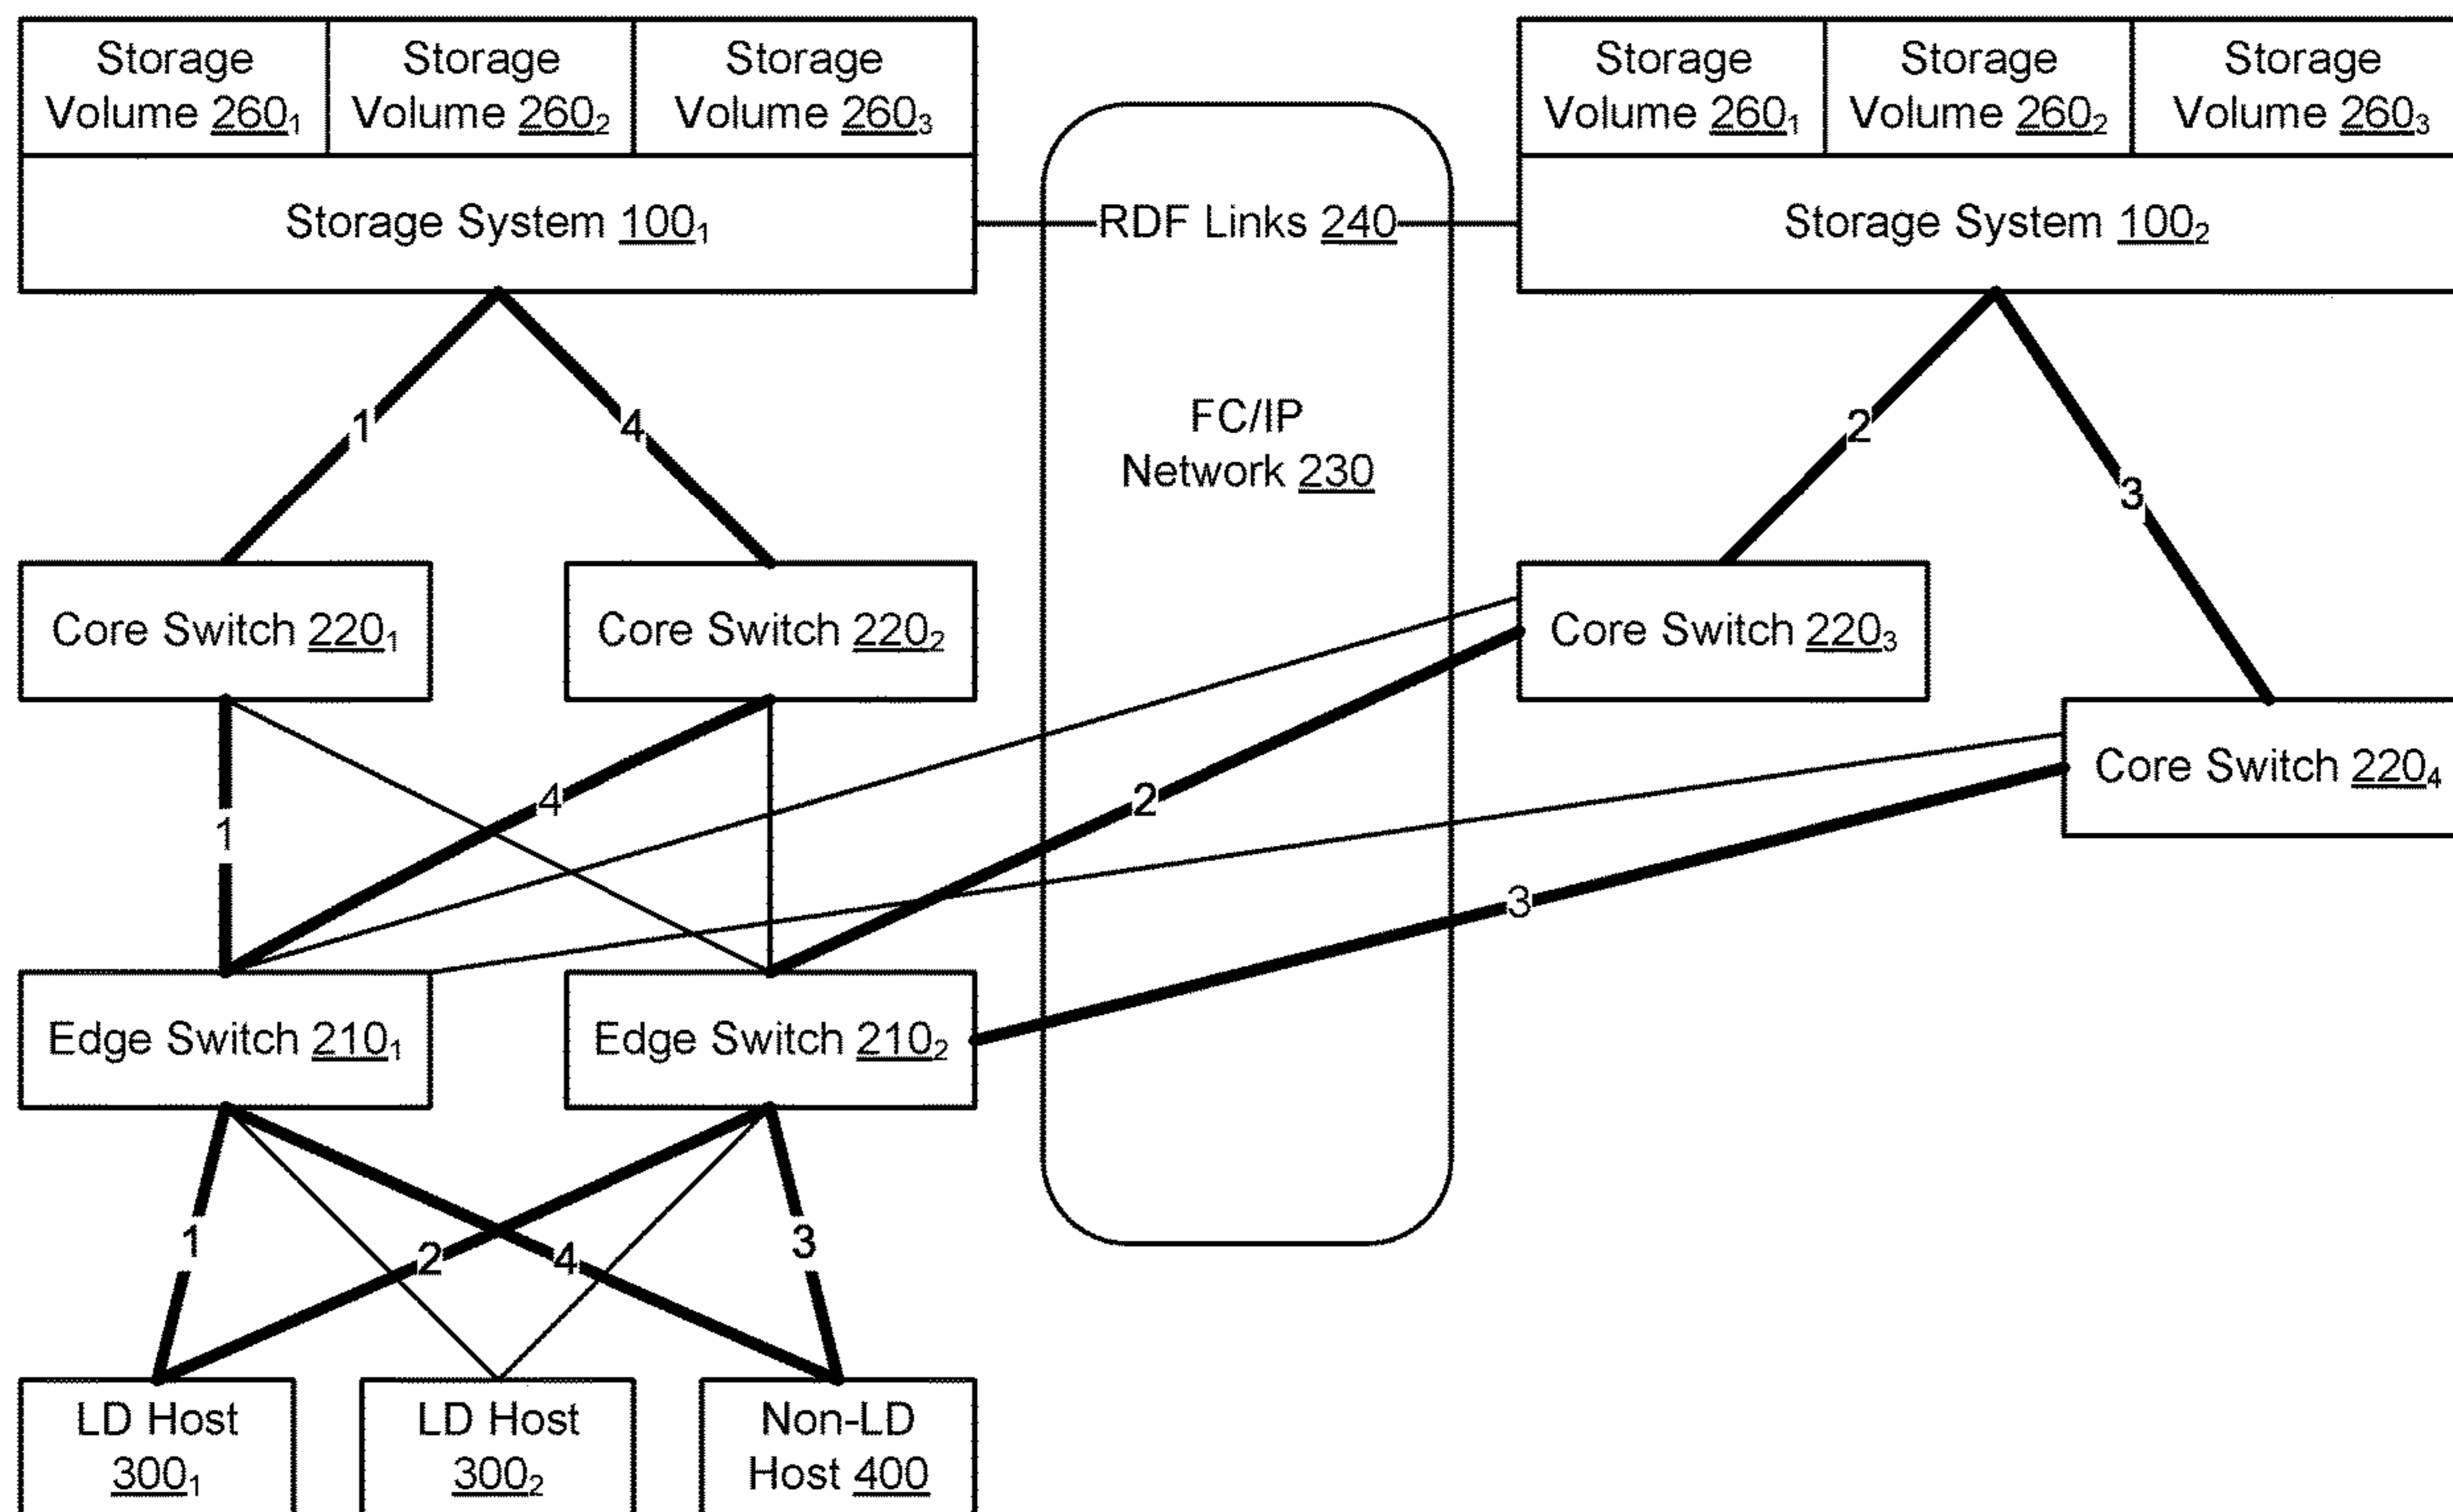 Storage
Volume 260₁
Storage
Volume 260₂
Storage
Volume 260₃
Storage System 100₁
RDF Links 240
Storage
Volume 260₁
Storage
Volume 260₂
Storage
Volume 260₃
Storage System 100₂
FC/IP
Network 230
1
4
2
3
Core Switch 220₁
Core Switch 220₂
Core Switch 220₃
Core Switch 220₄
1
4
2
3
Edge Switch 210₁
Edge Switch 210₂
1
2
4
3
LD Host
300₁
LD Host
300₂
Non-LD
Host 400